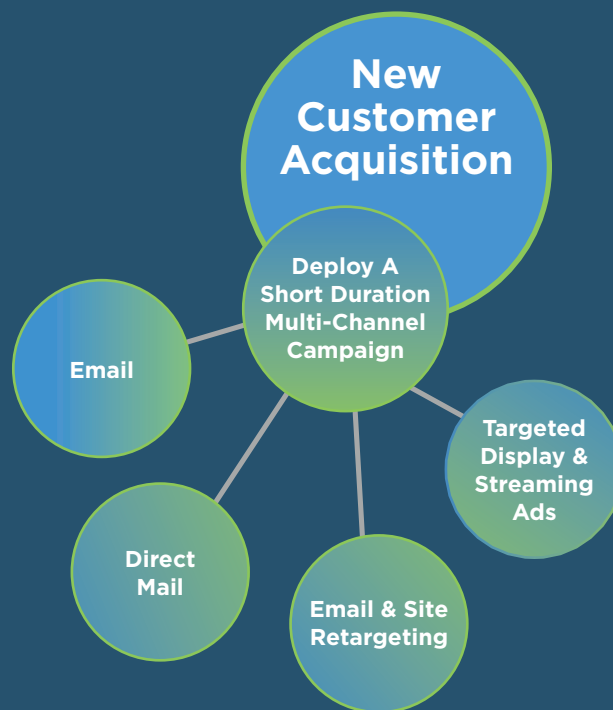 New
Customer
Acquisition
Deploy A
Short Duration
Multi-Channel
Campaign
Email
Targeted
Display &
Streaming
Ads
Direct
Mail
Email & Site
Retargeting